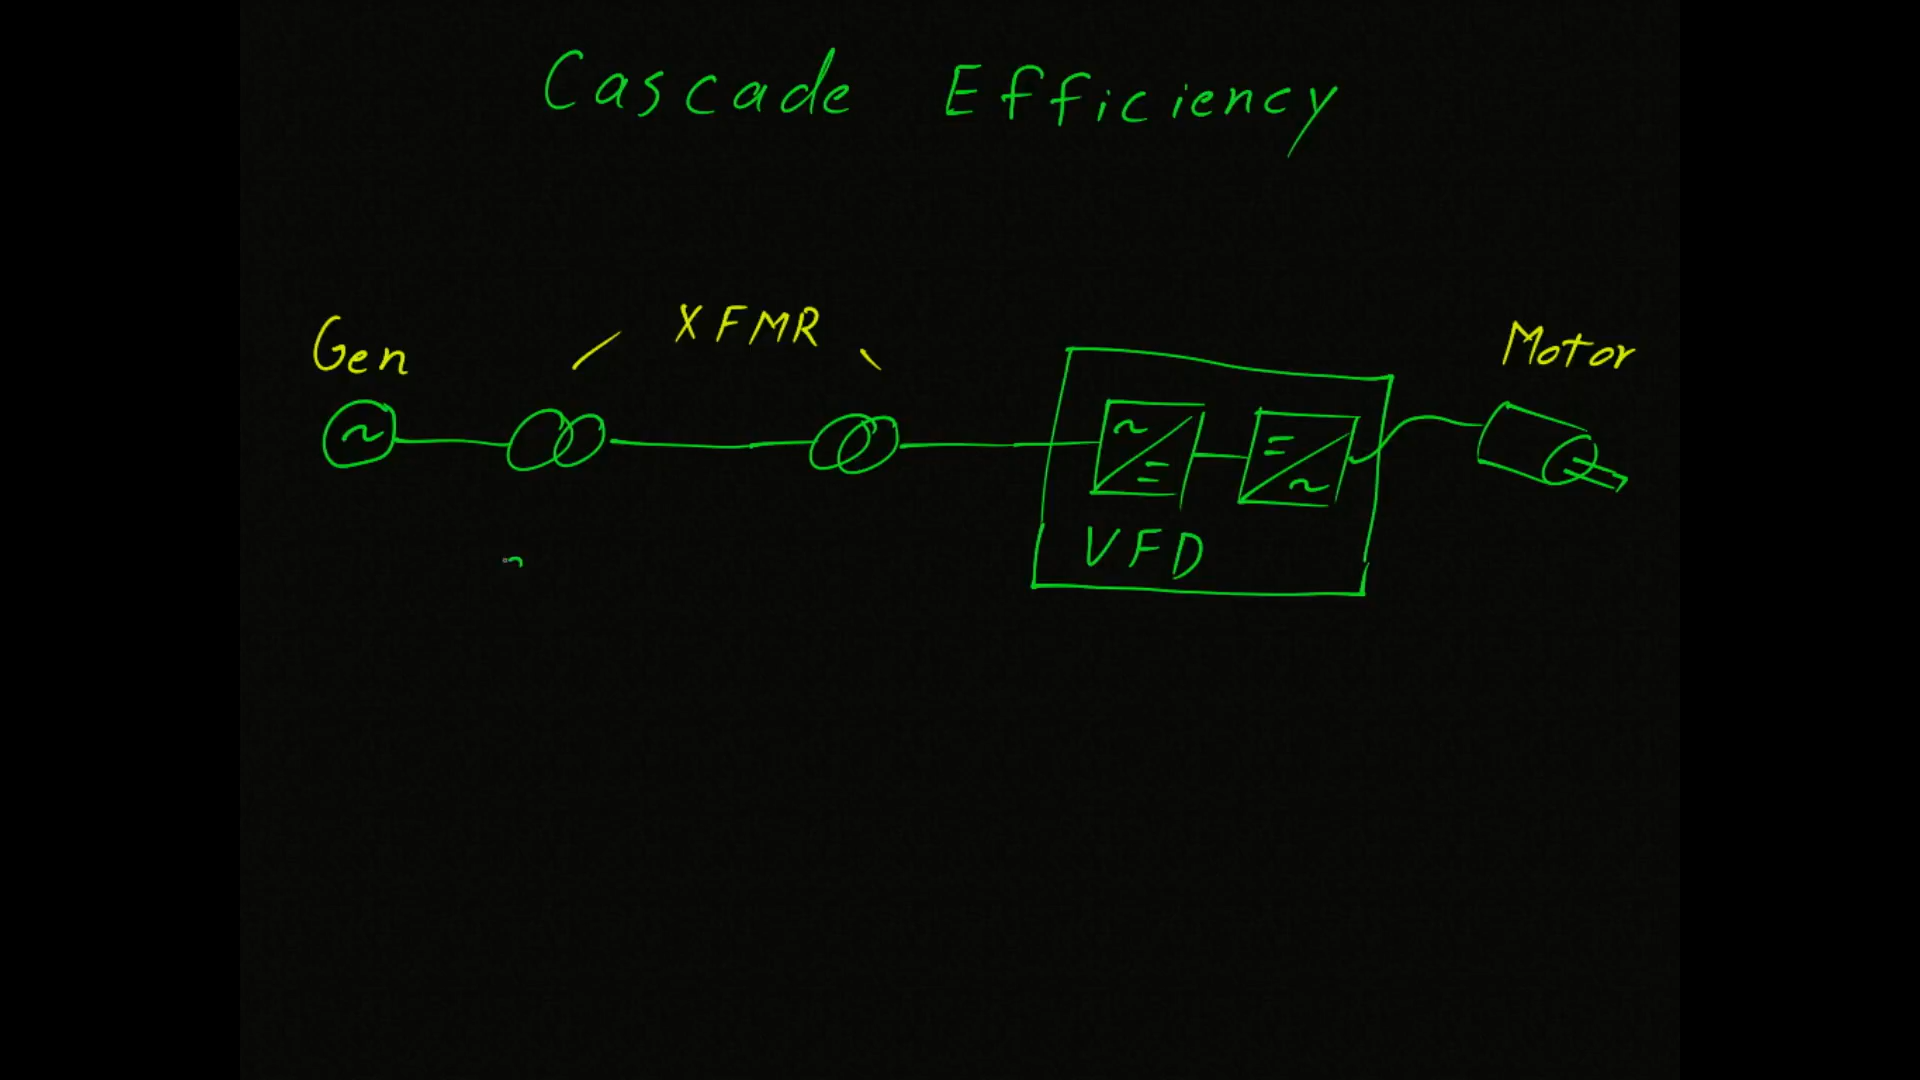 Cascade Efficiency
XFMR
Gen
Motor
~
~
=
=
~
VFD